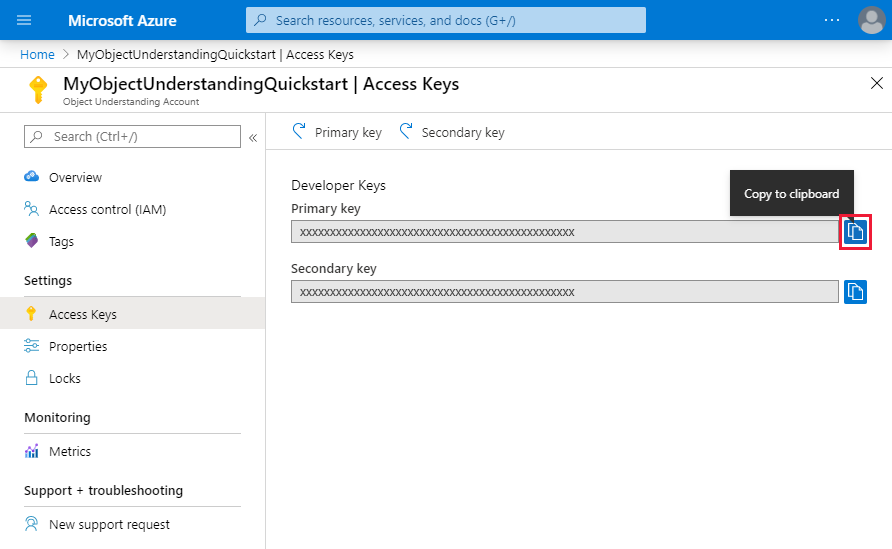 Microsoft Azure
Search resources, services, and docs (G+/)
Home > MyObjectUnderstandingQuickstart | Access Keys
MyObjectUnderstandingQuickstart | Access Keys
Object Understanding Account
Search (Ctrl+/)
Overview
Access control (IAM)
Tags
Settings
Access Keys
Properties
Locks
Monitoring
Metrics
Support + troubleshooting
New support request
Primary key
Secondary key
Developer Keys
Copy to clipboard
Primary key
xxxxxxxxxxxxxxxxxxxxxxxxxxxxxxxxxxxxxxxxxxxxxx
Secondary key
xxxxxxxxxxxxxxxxxxxxxxxxxxxxxxxxxxxxxxxxxxxxxx